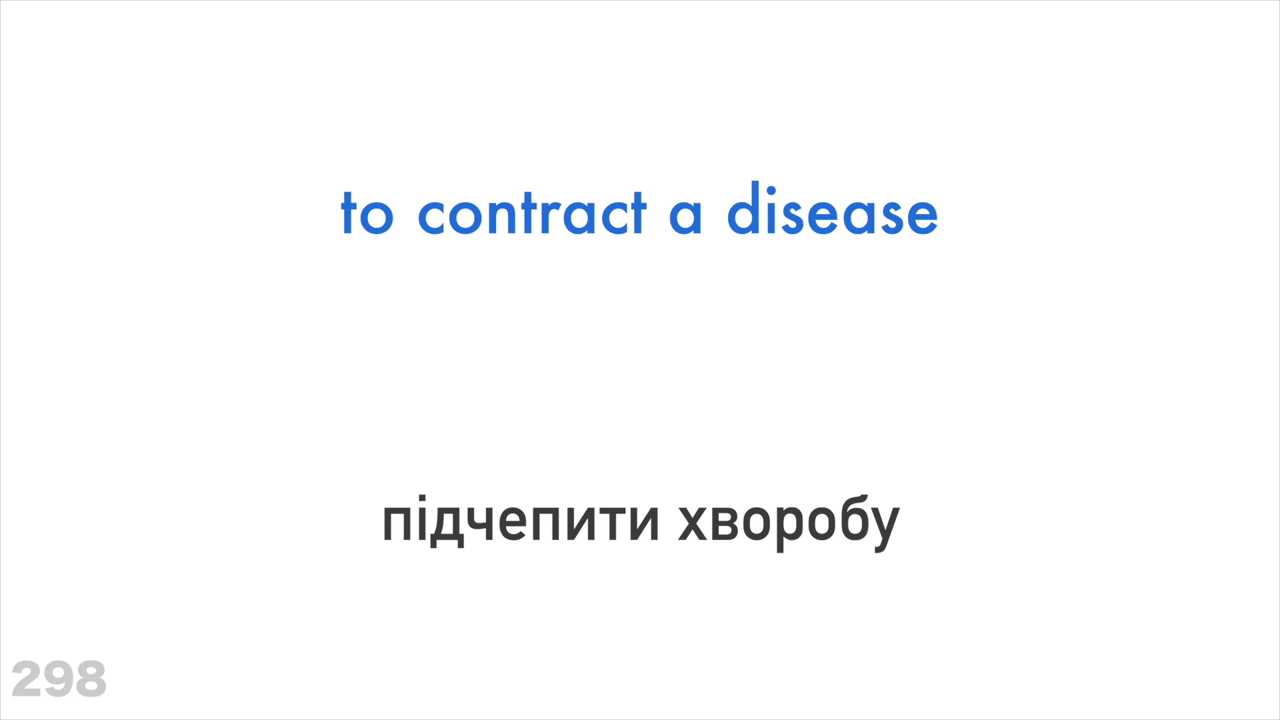 to contract a disease
підчепити хворобу
298